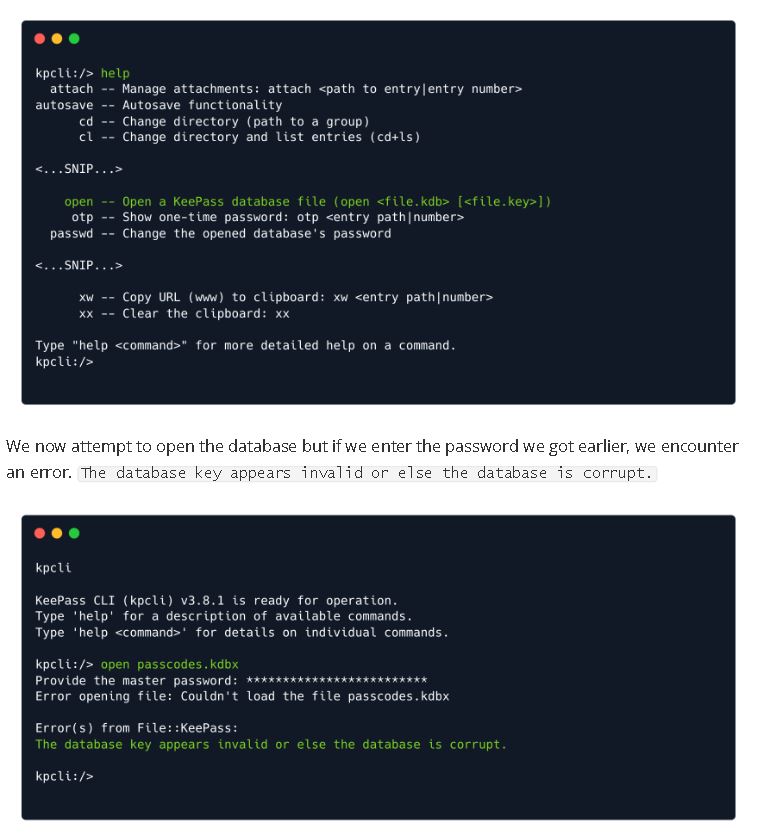 kpcli:/> help
attach -- Manage attachments: attach <path to entry|entry number>
autosave -- Autosave functionality
cd -- Change directory (path to a group)
cl -- Change directory and list entries (cd+ls)
<...SNIP...>
open -- Open a KeePass database file (open <file.kdb> [<file.key>])
otp -- Show one-time password: otp <entry path|number>
passwd -- Change the opened database's password
<...SNIP...>
xw -- Copy URL (www) to clipboard: xw <entry path|number>
xx -- Clear the clipboard: xx
Type "help <command>" for more detailed help on a command.
kpcli:/>
We now attempt to open the database but if we enter the password we got earlier, we encounter
an error. The database key appears invalid or else the database is corrupt.
kpcli
KeePass CLI (kpcli) v3.8.1 is ready for operation.
Type 'help' for a description of available commands.
Type 'help <command>' for details on individual commands.
kpcli:/> open passcodes.kdbx
Provide the master password: *************************
Error opening file: Couldn't load the file passcodes.kdbx
Error(s) from File::KeePass:
The database key appears invalid or else the database is corrupt.
kpcli:/>